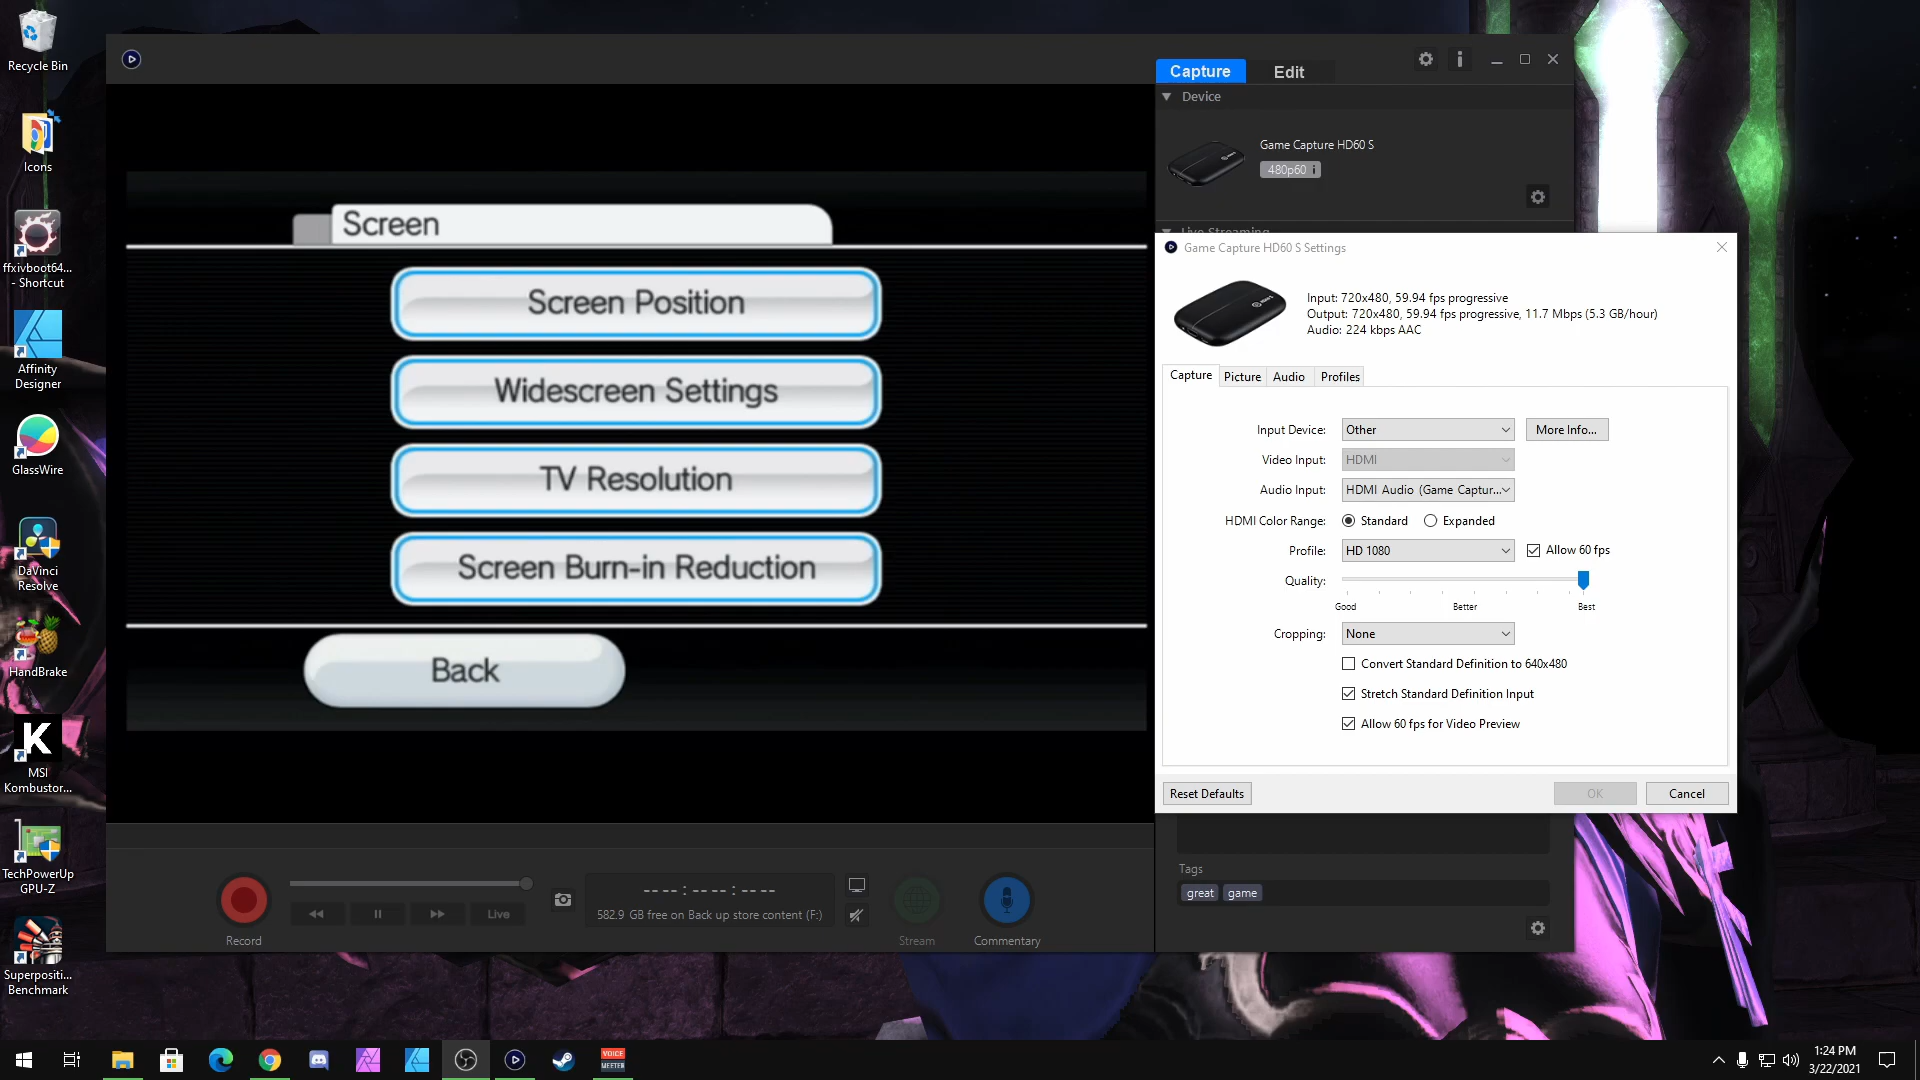 Recycle Bin
Icons
ffxivboot64...
- Shortcut
Affinity
Designer
GlassWire
DaVinci
Resolve
HandBrake
K
MSI
Kombustor...
TechPowerUp
GPU-Z
Superpositi...
Benchmark
Capture
Edit
Device
Game Capture HD60 S
480p60 i
Live Streaming
Screen
Screen Position
Widescreen Settings
TV Resolution
Screen Burn-in Reduction
Back
Game Capture HD60 S Settings
Input: 720x480, 59.94 fps progressive
Output: 720x480, 59.94 fps progressive, 11.7 Mbps (5.3 GB/hour)
Audio: 224 kbps AAC
Capture
Picture
Audio
Profiles
Input Device:
Other
More Info...
Video Input:
HDMI
Audio Input:
HDMI Audio (Game Captur...
HDMI Color Range:
Standard
Expanded
Profile:
HD 1080
Allow 60 fps
Quality:
Good
Better
Best
Cropping:
None
Convert Standard Definition to 640x480
Stretch Standard Definition Input
Allow 60 fps for Video Preview
Reset Defaults
OK
Cancel
Tags
great
game
Record
Live
-- -- : -- -- : -- --
582.9 GB free on Back up store content (F:)
Stream
Commentary
VOICE
MEETER
1:24 PM
3/22/2021